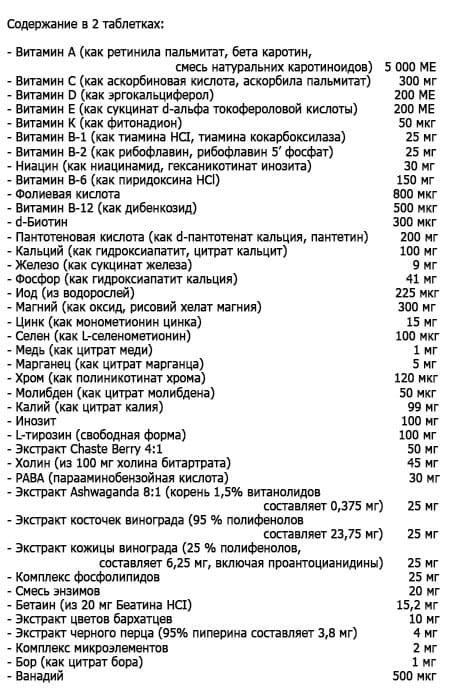 Содержание в 2 таблетках:
- Витамин А (как ретинила пальмитат, бета каротин,
смесь натуральних каротиноидов) 5 000 МЕ
- Витамин С (как аскорбиновая кислота, аскорбила пальмитат) 300 мг
- Витамин D (как эргокальциферол) 200 МЕ
- Витамин Е (как сукцинат d-альфа токофероловой кислоты) 200 МЕ
- Витамин К (как фитонадион) 50 мкг
- Витамин В-1 (как тиамина HCI, тиамина кокарбоксилаза) 25 мг
- Витамин В-2 (как рибофлавин, рибофлавин 5′ фосфат) 25 мг
- Ниацин (как ниацинамид, гексаникотинат инозита) 30 мг
- Витамин В-6 (как пиридоксина HCl) 150 мг
- Фолиевая кислота 800 мкг
- Витамин В-12 (как дибенкозид) 500 мкг
- d-Биотин 300 мкг
- Пантотеновая кислота (как d-пантотенат кальция, пантетин) 200 мг
- Кальций (как гидроксиапатит, цитрат кальцит) 100 мг
- Железо (как сукцинат железа) 9 мг
- Фосфор (как гидроксиапатит кальция) 41 мг
- Иод (из водорослей) 225 мкг
- Магний (как оксид, рисовий хелат магния) 300 мг
- Цинк (как монометионин цинка) 15 мг
- Селен (как L-селенометионин) 100 мкг
- Медь (как цитрат меди) 1 мг
- Марганец (как цитрат марганца) 5 мг
- Хром (как полиникотинат хрома) 120 мкг
- Молибден (как цитрат молибдена) 50 мкг
- Калий (как цитрат калия) 99 мг
- Инозит 100 мг
- L-тирозин (свободная форма) 100 мг
- Экстракт Chaste Berry 4:1 50 мг
- Холин (из 100 мг холина битартрата) 45 мг
- PABA (парааминобензойная кислота) 30 мг
- Экстракт Ashwaganda 8:1 (корень 1,5% витанолидов
составляет 0,375 мг) 25 мг
- Экстракт косточек винограда (95 % полифенолов
составляет 23,75 мг) 25 мг
- Экстракт кожицы винограда (25 % полифенолов,
составляет 6,25 мг, включая проантоцианидины) 25 мг
- Комплекс фосфолипидов 25 мг
- Смесь энзимов 20 мг
- Бетаин (из 20 мг Беатина HCI) 15,2 мг
- Экстракт цветов бархатцев 10 мг
- Экстракт черного перца (95% пиперина составляет 3,8 мг) 4 мг
- Комплекс микроэлементов 2 мг
- Бор (как цитрат бора) 1 мг
- Ванадий 500 мкг